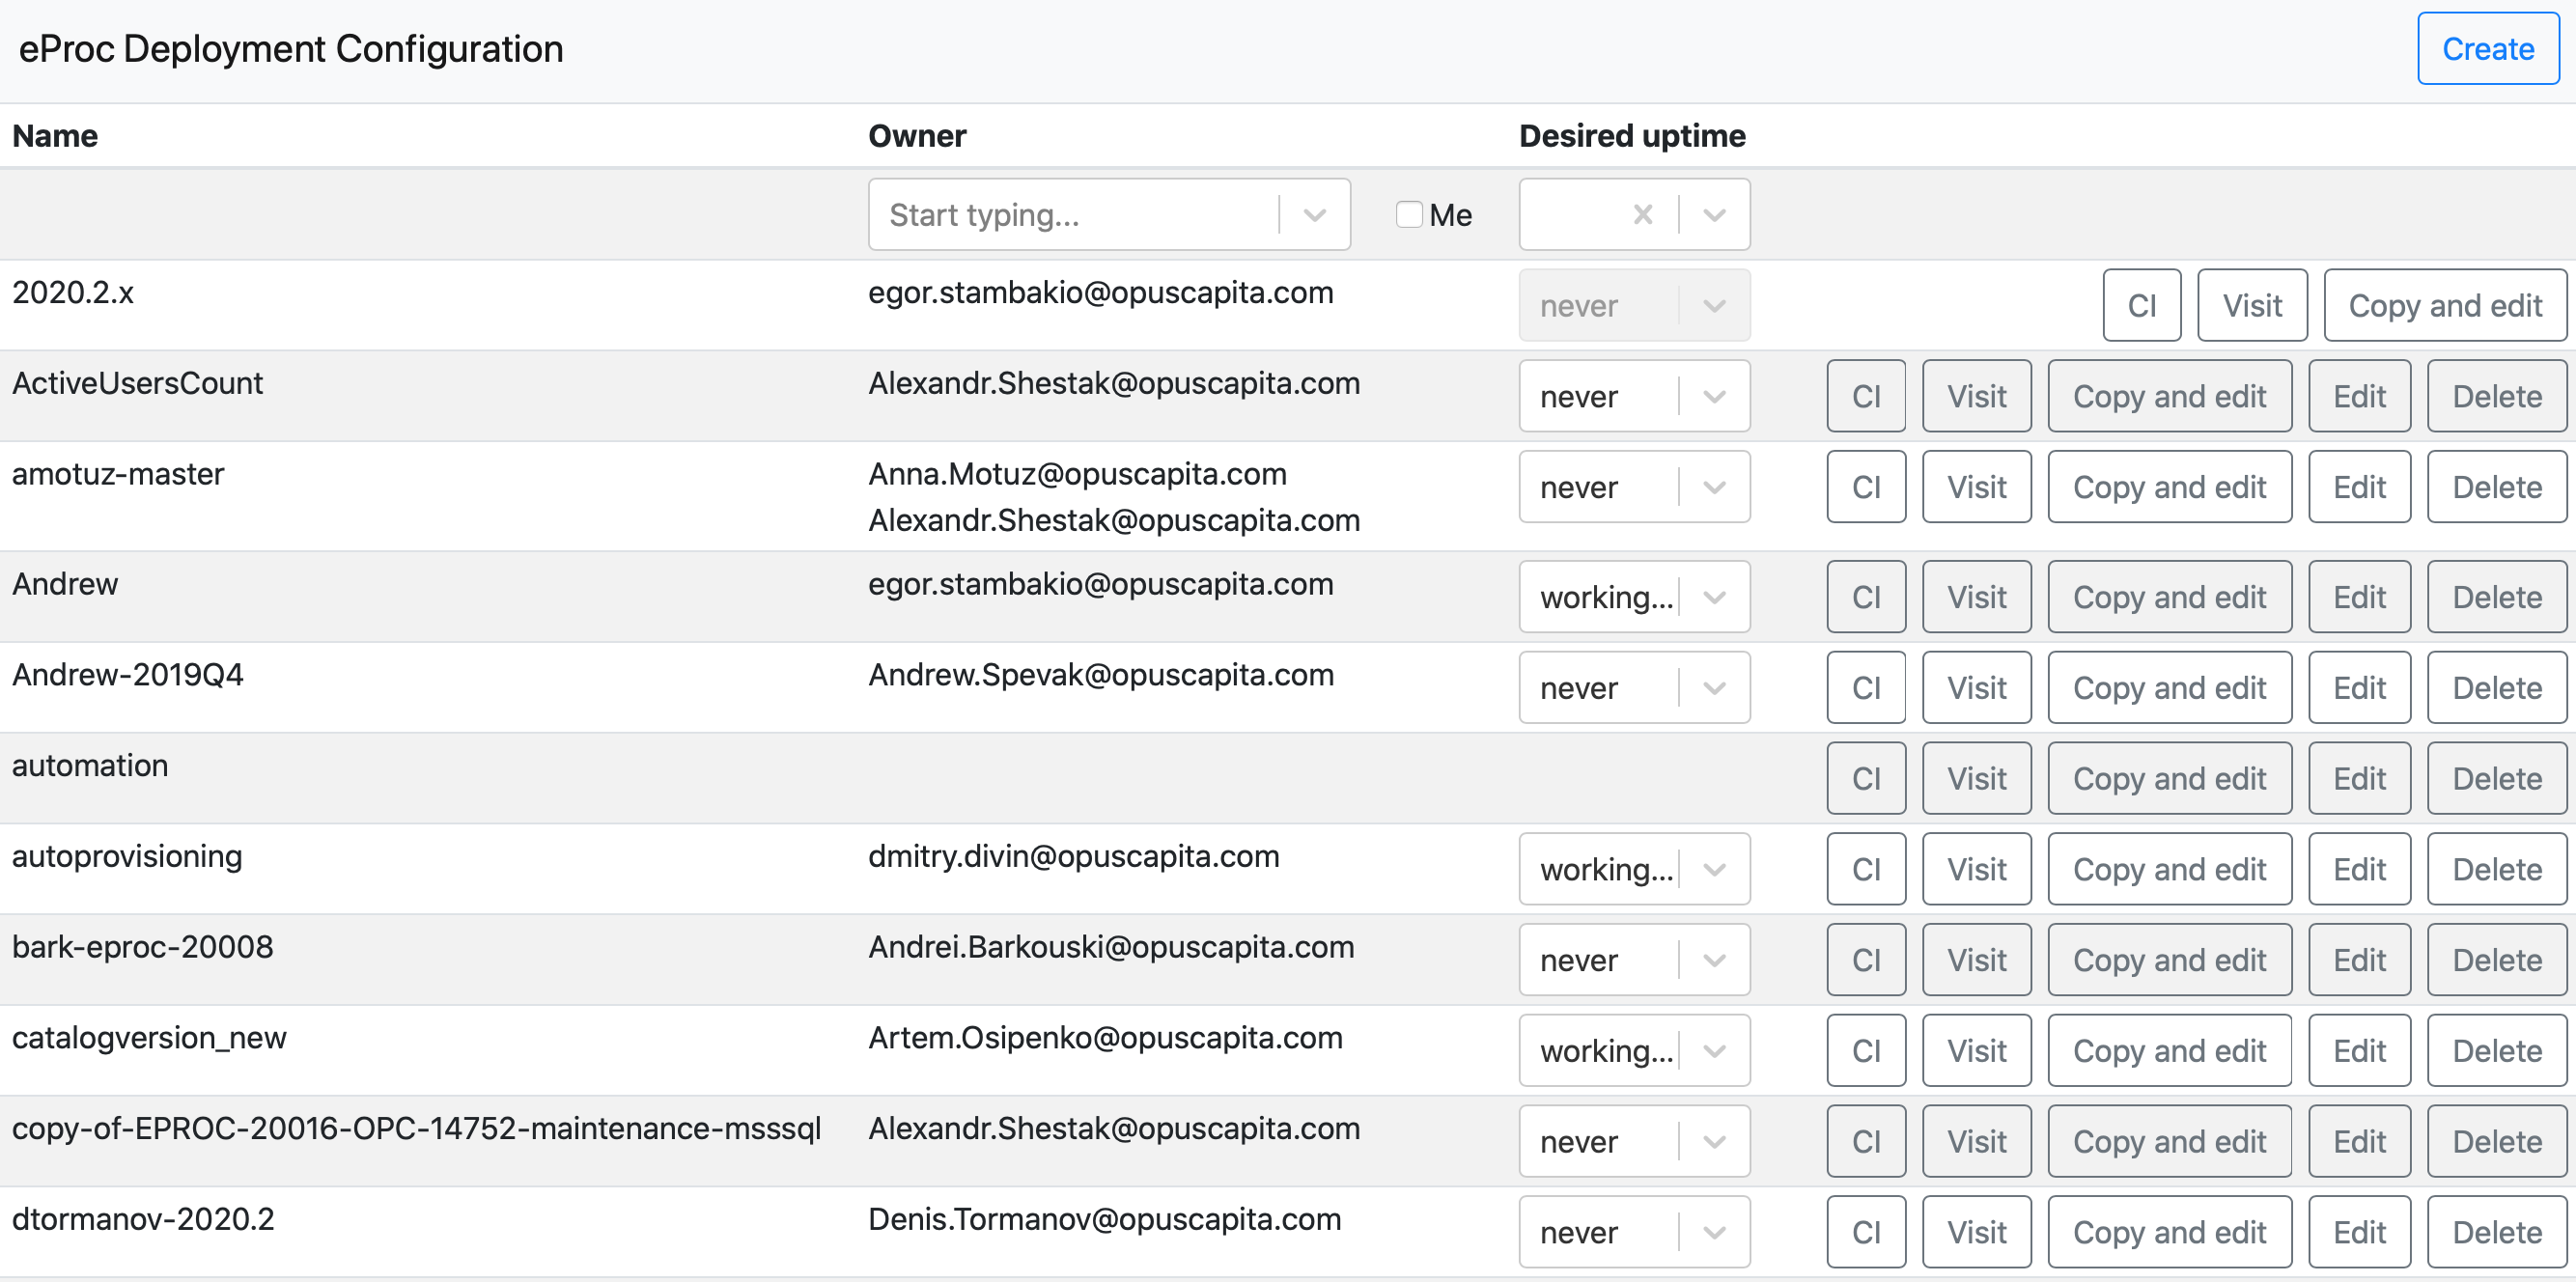 eProc Deployment Configuration Create
Name Owner Desired uptime
Start typing... Me
2020.2.x egor.stambakio@opuscapita.com never CI Visit Copy and edit
ActiveUsersCount Alexandr.Shestak@opuscapita.com never CI Visit Copy and edit Edit Delete
amotuz-master Anna.Motuz@opuscapita.com never CI Visit Copy and edit Edit Delete
Alexandr.Shestak@opuscapita.com
Andrew egor.stambakio@opuscapita.com working... CI Visit Copy and edit Edit Delete
Andrew-2019Q4 Andrew.Spevak@opuscapita.com never CI Visit Copy and edit Edit Delete
automation CI Visit Copy and edit Edit Delete
autoprovisioning dmitry.divin@opuscapita.com working... CI Visit Copy and edit Edit Delete
bark-eproc-20008 Andrei.Barkouski@opuscapita.com never CI Visit Copy and edit Edit Delete
catalogversion_new Artem.Osipenko@opuscapita.com working... CI Visit Copy and edit Edit Delete
copy-of-EPROC-20016-OPC-14752-maintenance-msssql Alexandr.Shestak@opuscapita.com never CI Visit Copy and edit Edit Delete
dtormanov-2020.2 Denis.Tormanov@opuscapita.com never CI Visit Copy and edit Edit Delete